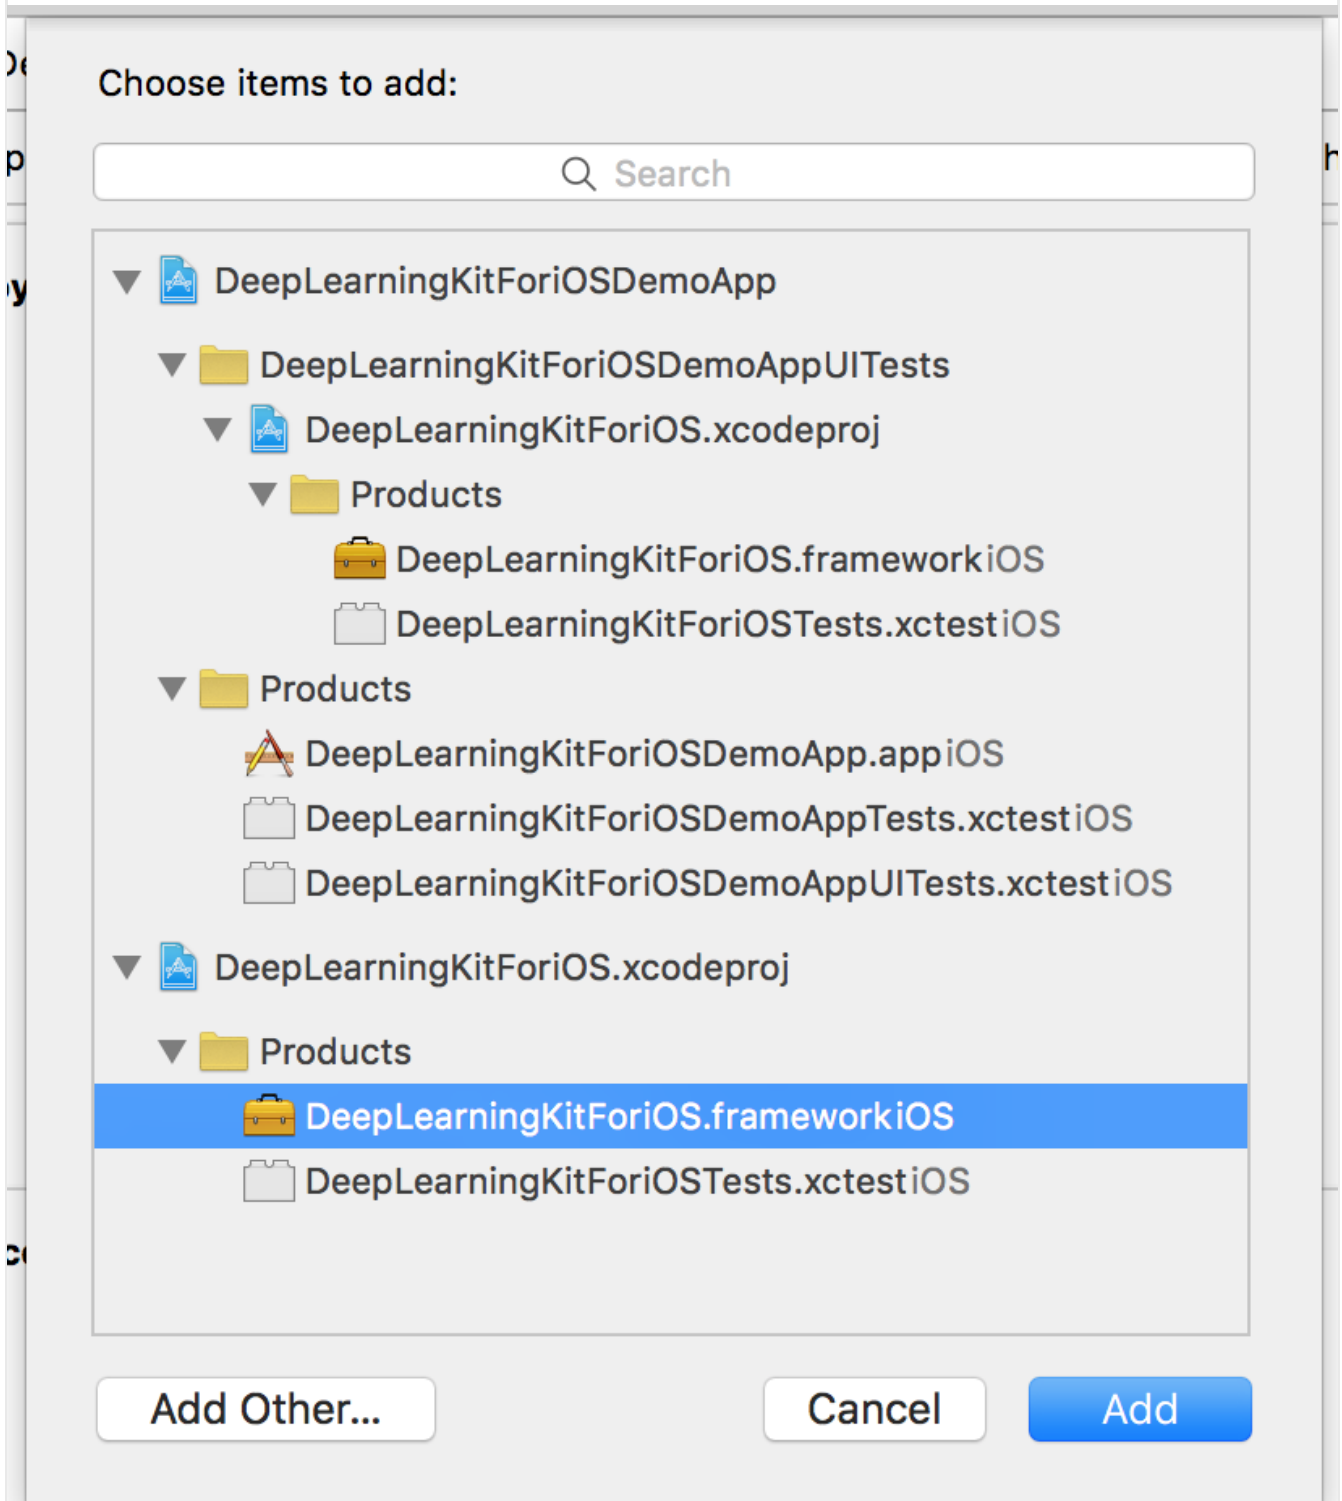 Choose items to add:
Search
DeepLearningKitForiOSDemoApp
DeepLearningKitForiOSDemoAppUITests
DeepLearningKitForiOS.xcodeproj
Products
DeepLearningKitForiOS.framework iOS
DeepLearningKitForiOSTests.xctest iOS
Products
DeepLearningKitForiOSDemoApp.app iOS
DeepLearningKitForiOSDemoAppTests.xctest iOS
DeepLearningKitForiOSDemoAppUITests.xctest iOS
DeepLearningKitForiOS.xcodeproj
Products
DeepLearningKitForiOS.framework iOS
DeepLearningKitForiOSTests.xctest iOS
Add Other... Cancel Add